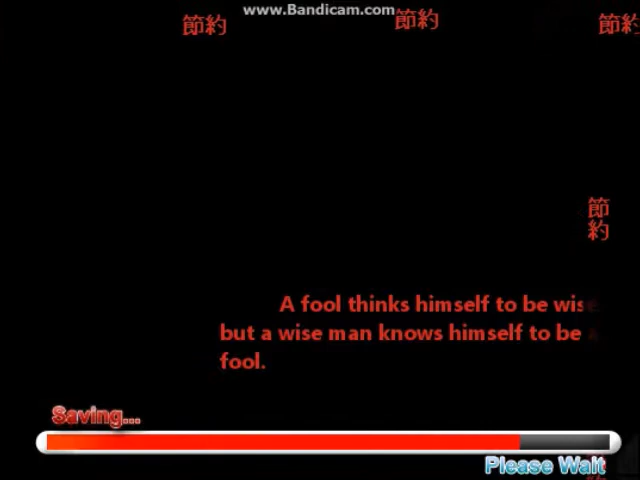 www.Bandicam.com
節約 節約 節約
節
約
A fool thinks himself to be wise
but a wise man knows himself to be a
fool.
Saving...
Please Wait